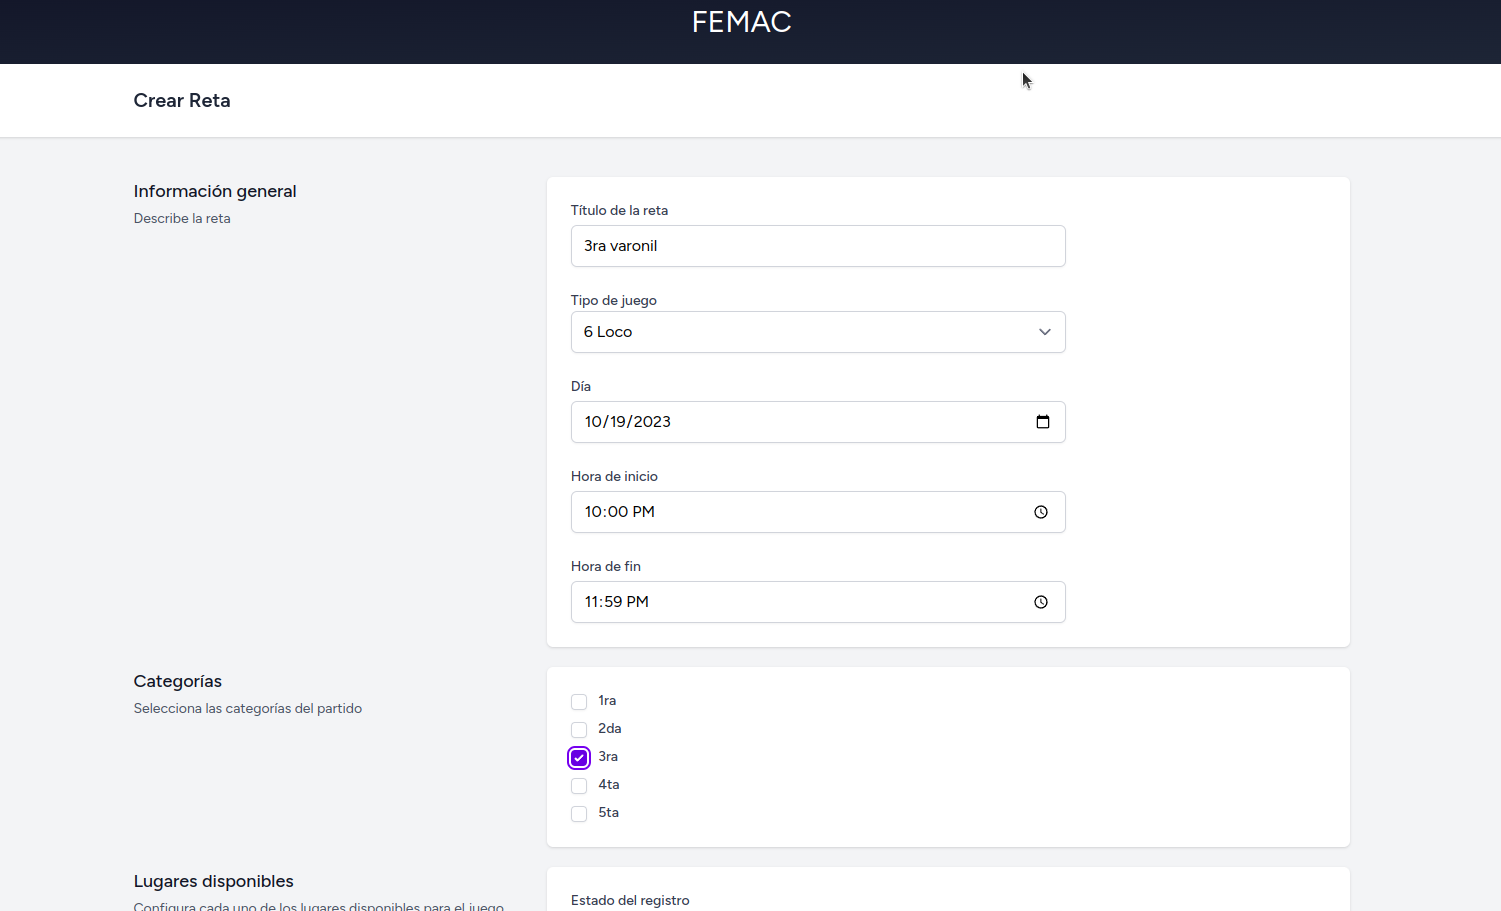 FEMAC
Crear Reta
Información general
Describe la reta
Título de la reta
3ra varonil
Tipo de juego
6 Loco
Día
10/19/2023
Hora de inicio
10:00 PM
Hora de fin
11:59 PM
Categorías
Selecciona las categorías del partido
1ra
2da
3ra
4ta
5ta
Lugares disponibles
Configura cada uno de los lugares disponibles para el juego
Estado del registro